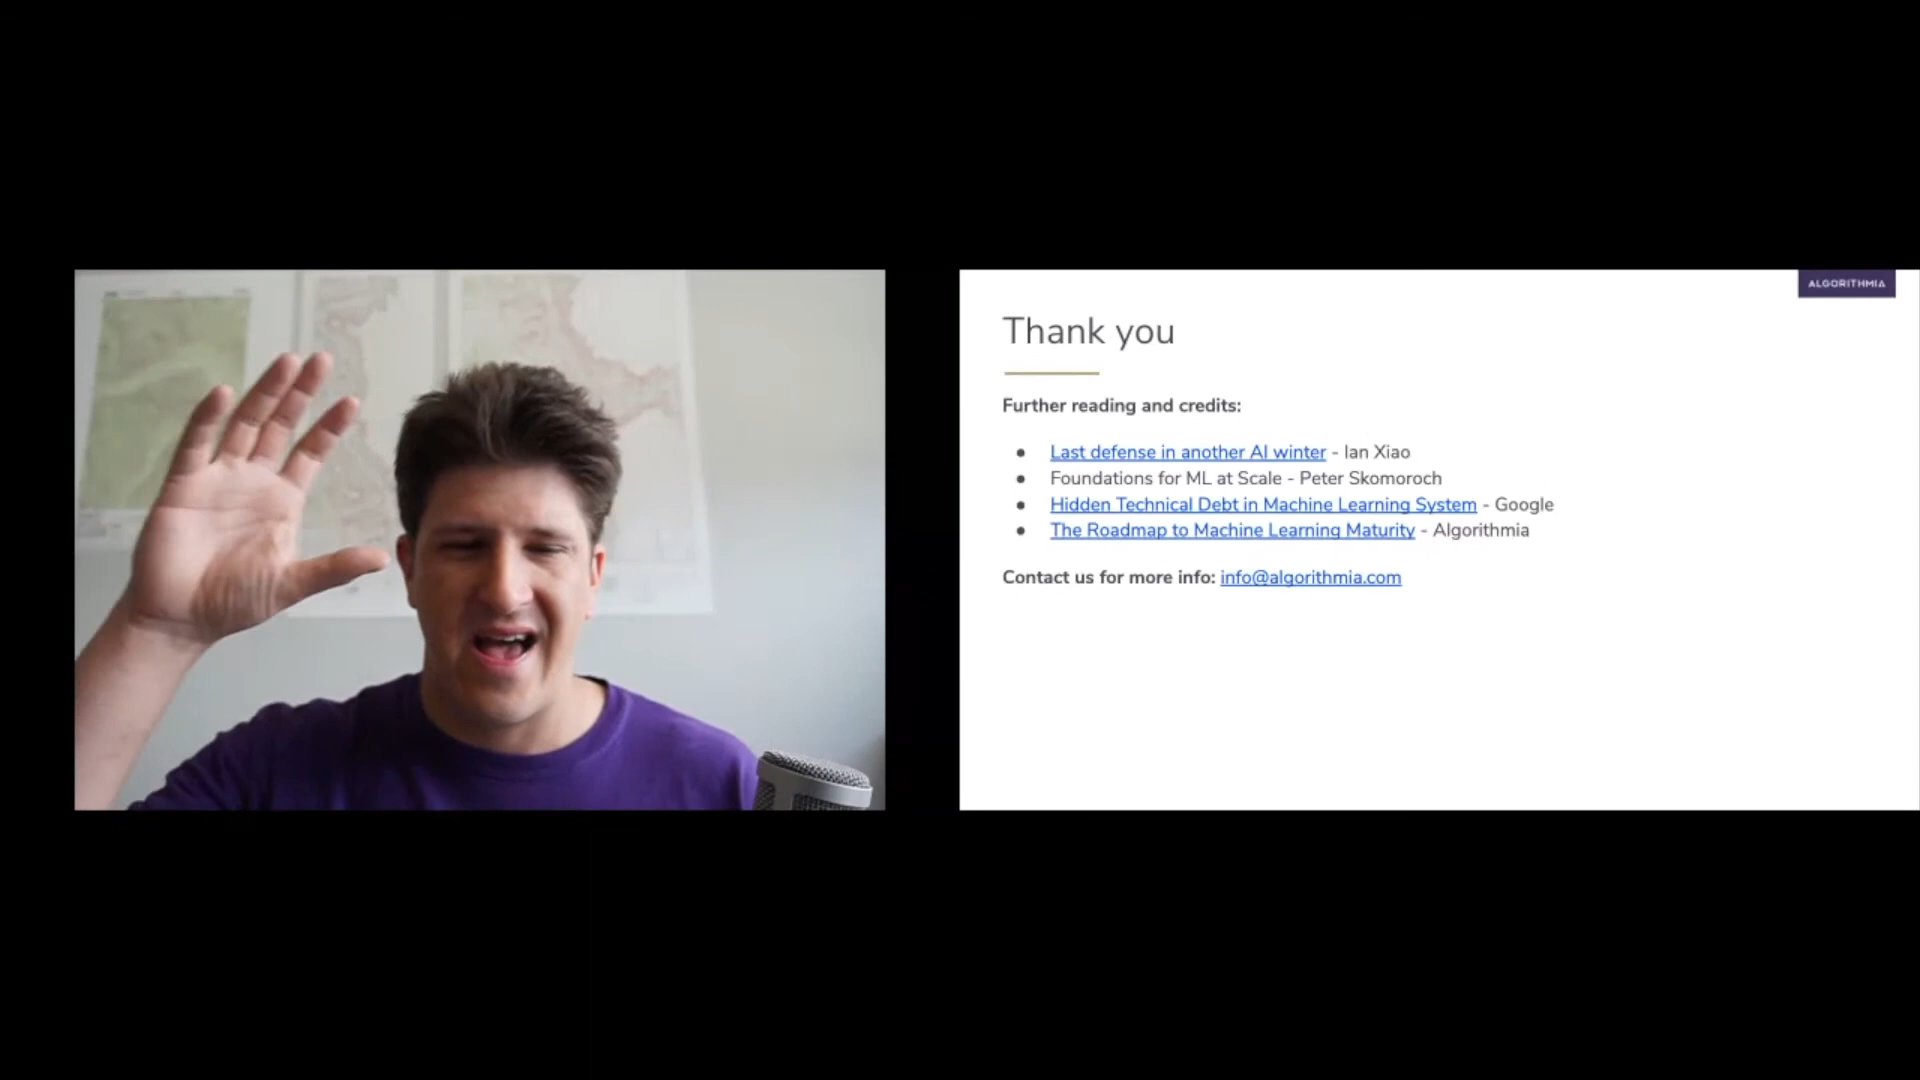 ALGORITHMIA
Thank you
Further reading and credits:
● Last defense in another AI winter - Ian Xiao
● Foundations for ML at Scale - Peter Skomoroch
● Hidden Technical Debt in Machine Learning System - Google
● The Roadmap to Machine Learning Maturity - Algorithmia
Contact us for more info: info@algorithmia.com